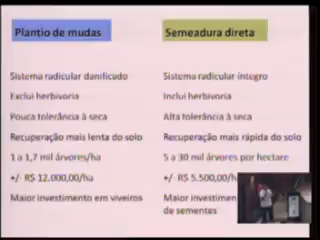 Plantio de mudas
Semeadura direta
Sistema radicular danificado
Sistema radicular íntegro
Exclui herbivoria
Inclui herbivoria
Pouca tolerância à seca
Alta tolerância à seca
Recuperação mais lenta do solo
Recuperação mais rápida do solo
1 a 1,7 mil árvores/ha
5 a 30 mil árvores por hectare
+/- R$ 12.000,00/ha
+/- R$ 5.500,00/h
Maior investimento em viveiros
Maior
de sementes